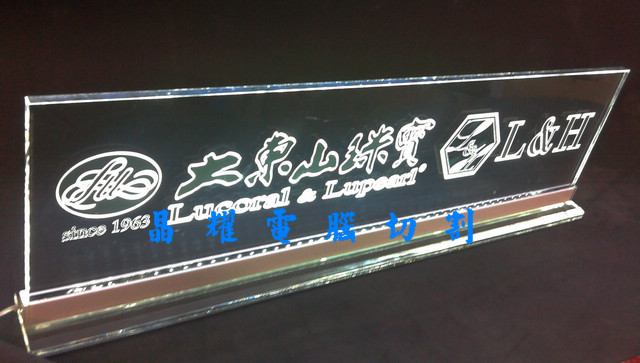 大東山珠寶
L&H
Lucoral & Lupearl®
since 1963
晶耀電腦切割